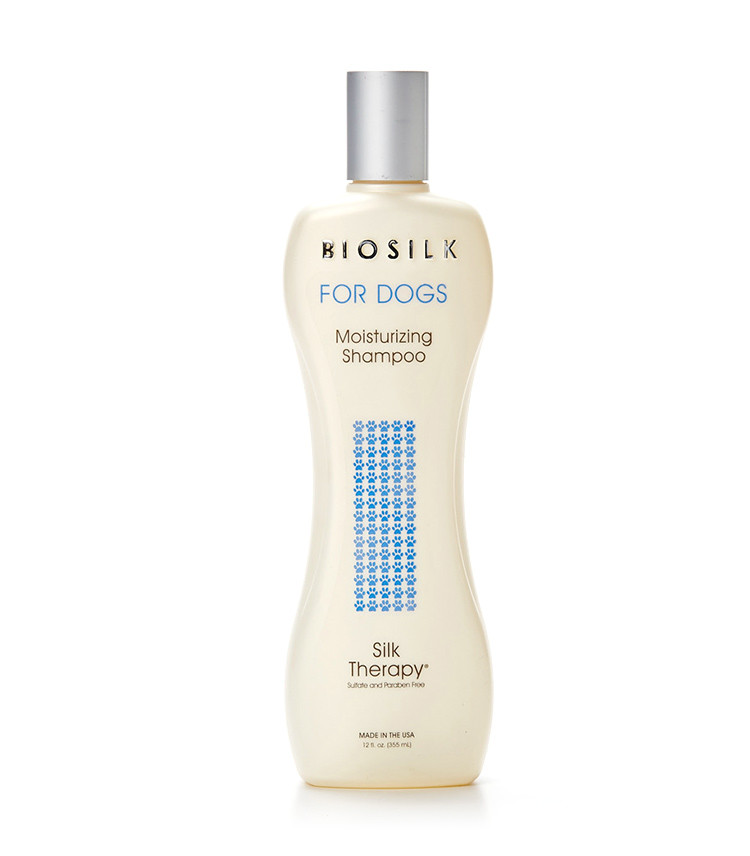 BIOSILK
FOR DOGS
Moisturizing
Shampoo
Silk
Therapy®
Sulfate and Paraben Free
MADE IN THE USA
12 fl. oz. (355 mL)